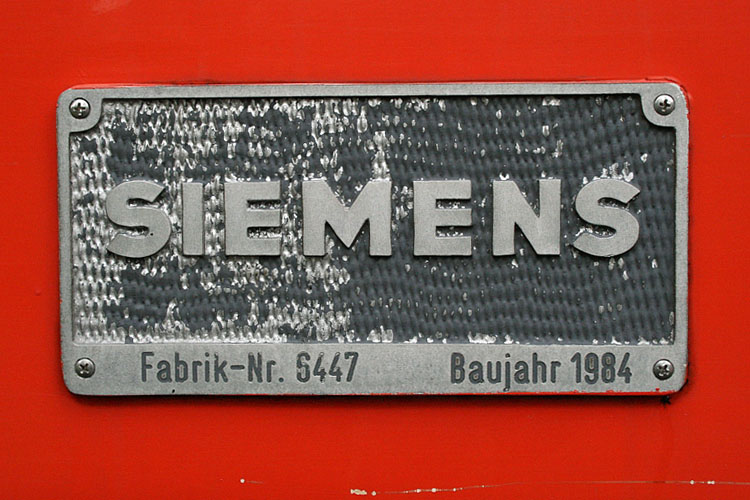 SIEMENS
Fabrik-Nr. 6447 Baujahr 1984